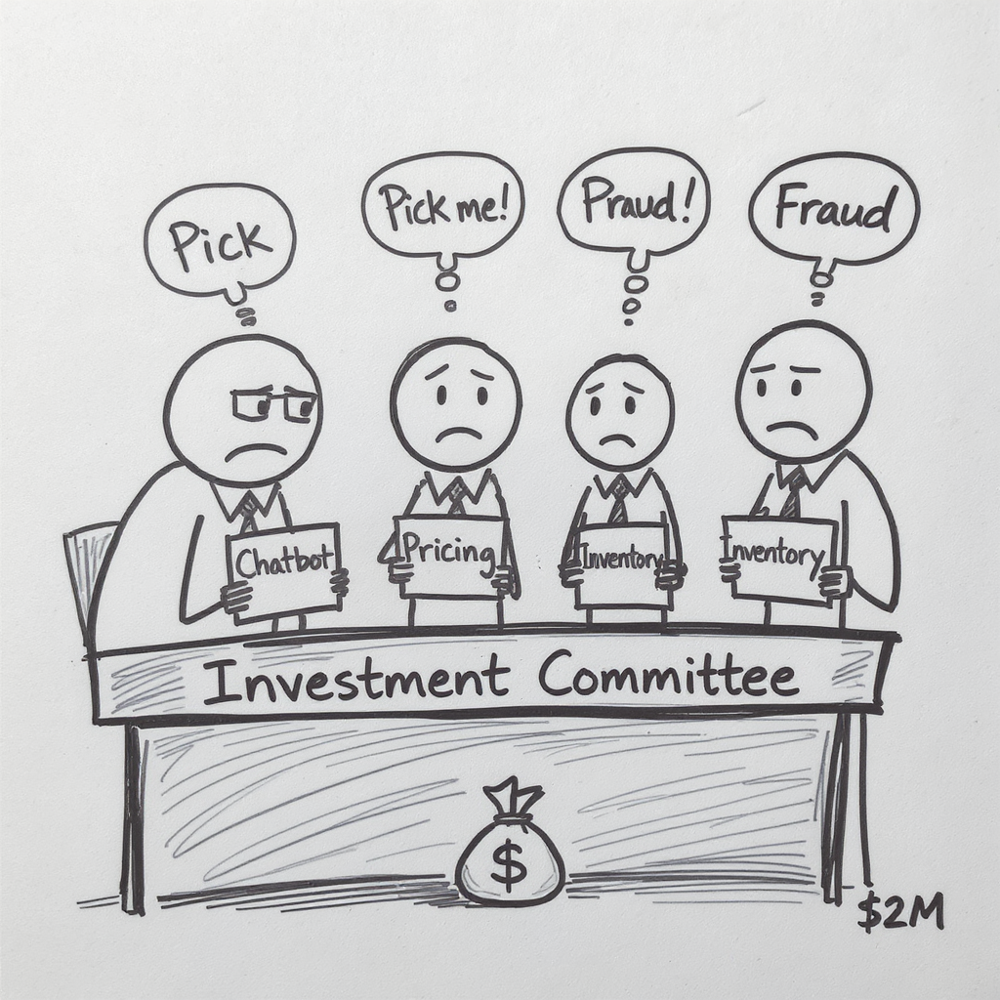 Pick
Pick me!
Praud!
Fraud
Chatbot
Pricing
Inventory
Inventory
Investment Committee
$
$2M